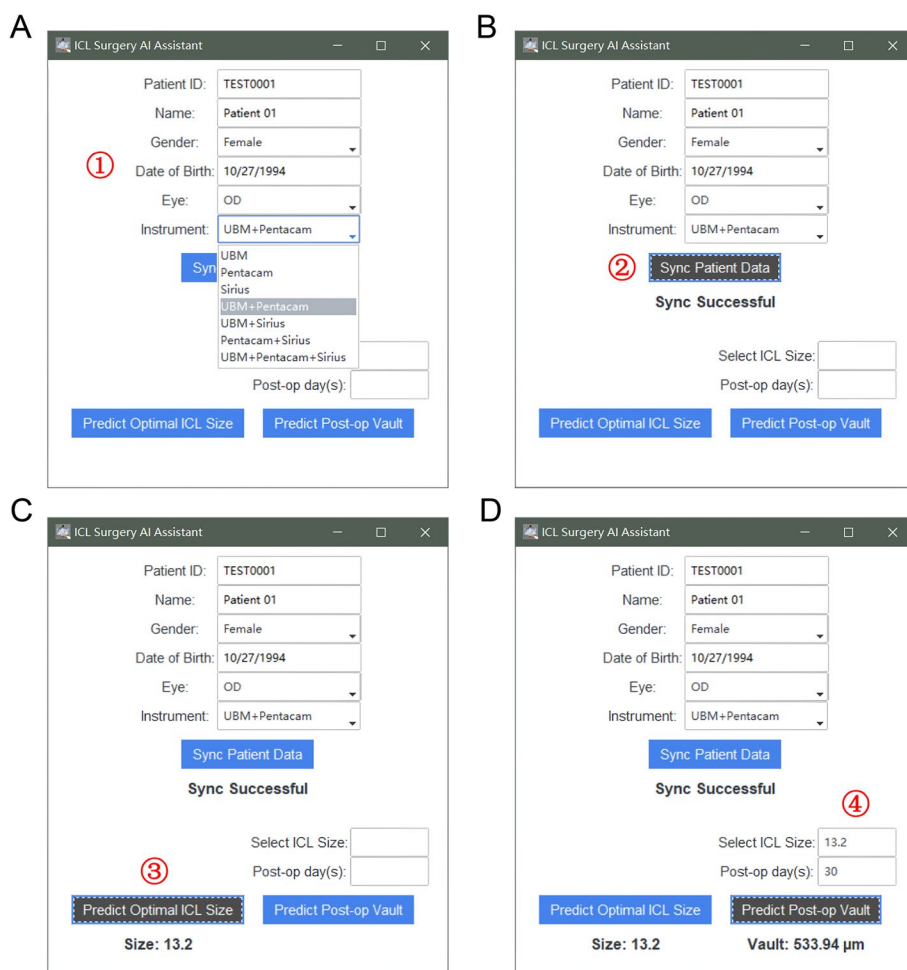 A
ICL Surgery AI Assistant
Patient ID: TEST0001
Name: Patient 01
Gender: Female
① Date of Birth: 10/27/1994
Eye: OD
Instrument: UBM+Pentacam
UBM
Syn Pentacam
Sirius
UBM+Pentacam
UBM+Sirius
Pentacam+Sirius
UBM+Pentacam+Sirius
Post-op day(s):
Predict Optimal ICL Size Predict Post-op Vault
B
ICL Surgery AI Assistant
Patient ID: TEST0001
Name: Patient 01
Gender: Female
Date of Birth: 10/27/1994
Eye: OD
Instrument: UBM+Pentacam
② Sync Patient Data
Sync Successful
Select ICL Size:
Post-op day(s):
Predict Optimal ICL Size Predict Post-op Vault
C
ICL Surgery AI Assistant
Patient ID: TEST0001
Name: Patient 01
Gender: Female
Date of Birth: 10/27/1994
Eye: OD
Instrument: UBM+Pentacam
Sync Patient Data
Sync Successful
Select ICL Size:
③ Post-op day(s):
Predict Optimal ICL Size Predict Post-op Vault
Size: 13.2
D
ICL Surgery AI Assistant
Patient ID: TEST0001
Name: Patient 01
Gender: Female
Date of Birth: 10/27/1994
Eye: OD
Instrument: UBM+Pentacam
Sync Patient Data
Sync Successful
④
Select ICL Size: 13.2
Post-op day(s): 30
Predict Optimal ICL Size Predict Post-op Vault
Size: 13.2 Vault: 533.94 μm